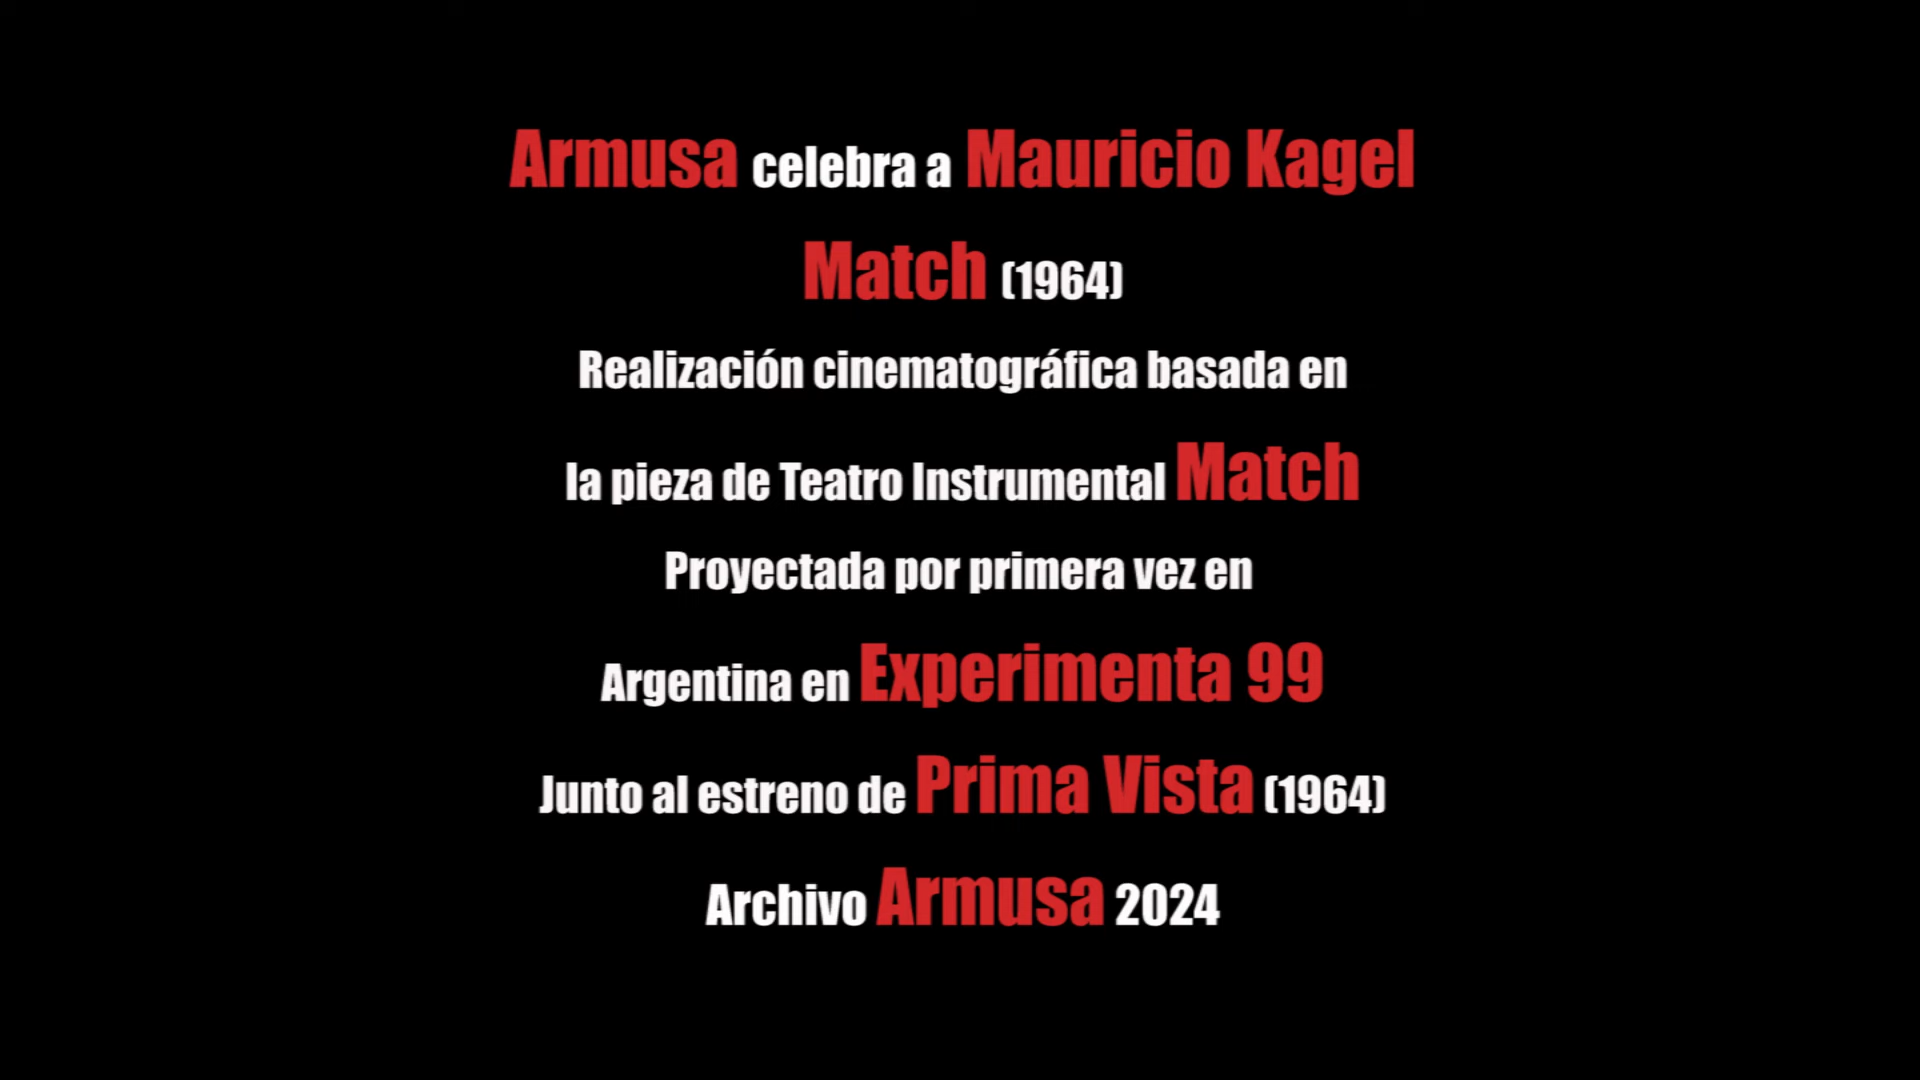 Armusa celebra a Mauricio Kagel
Match (1964)
Realización cinematográfica basada en
la pieza de Teatro Instrumental Match
Proyectada por primera vez en
Argentina en Experimenta 99
Junto al estreno de Prima Vista (1964)
Archivo Armusa 2024